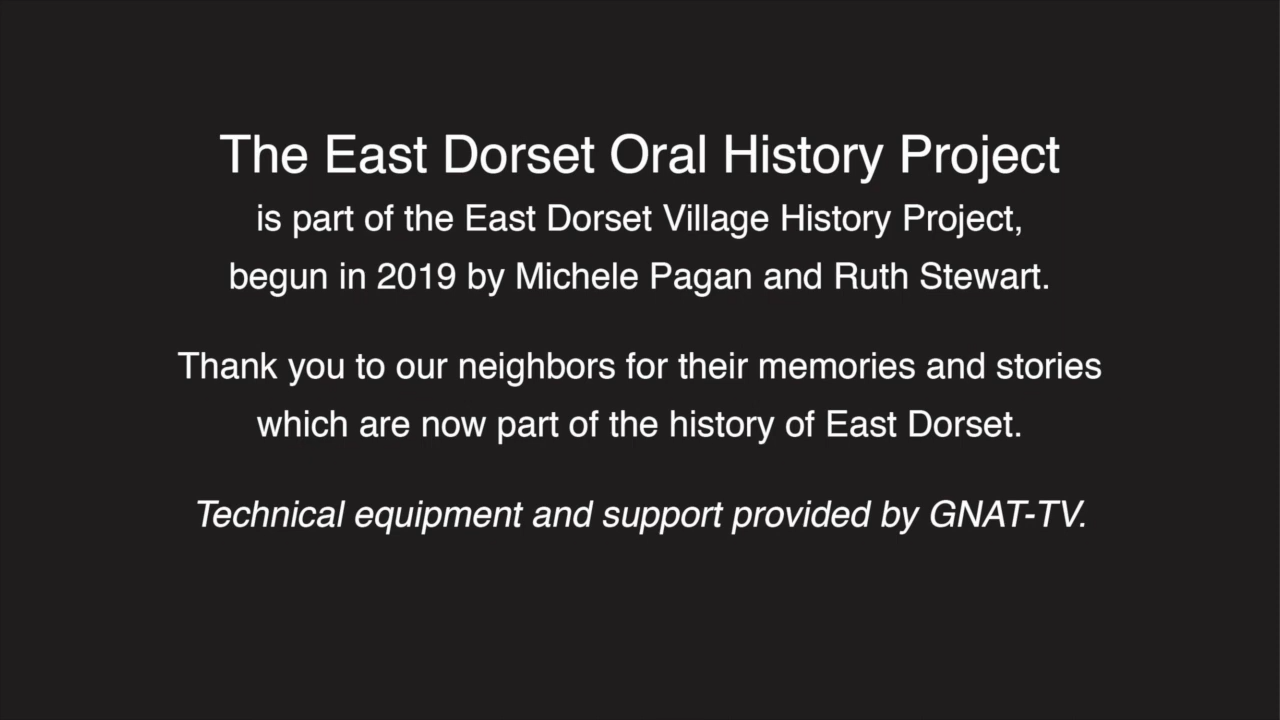 The East Dorset Oral History Project
is part of the East Dorset Village History Project,
begun in 2019 by Michele Pagan and Ruth Stewart.
Thank you to our neighbors for their memories and stories
which are now part of the history of East Dorset.
Technical equipment and support provided by GNAT-TV.